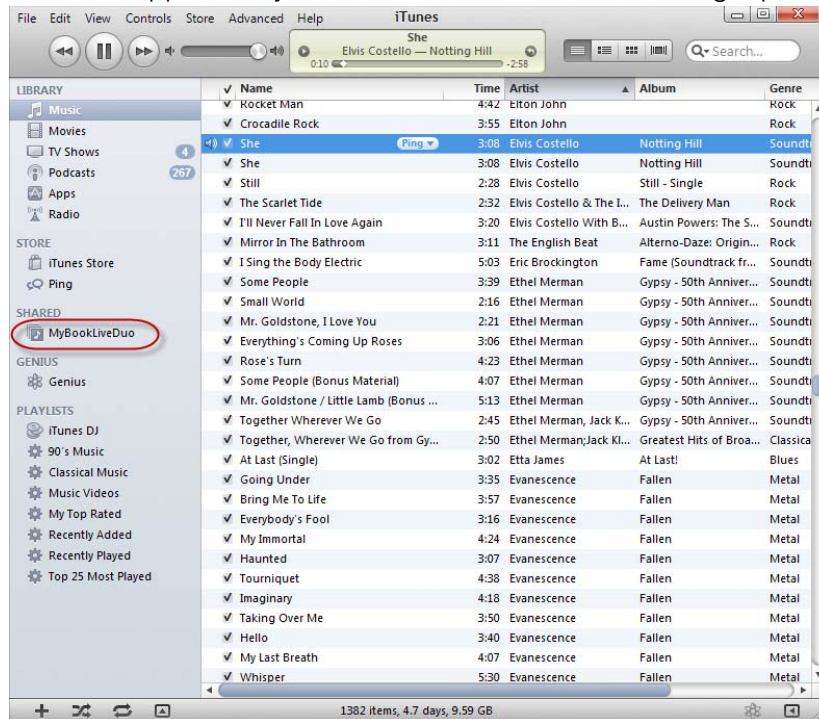 File Edit View Controls Store Advanced Help iTunes
She
Elvis Costello — Notting Hill
0:10 -2:58
Search...
LIBRARY
Music
Movies
TV Shows 4
Podcasts 267
Apps
Radio
STORE
iTunes Store
Ping
SHARED
MyBookLiveDuo
GENIUS
Genius
PLAYLISTS
iTunes DJ
90's Music
Classical Music
Music Videos
My Top Rated
Recently Added
Recently Played
Top 25 Most Played
Name Time Artist Album Genre
Rocket Man 4:42 Elton John Rock
Crocadile Rock 3:55 Elton John Rock
She Ping 3:08 Elvis Costello Notting Hill Soundt
She 3:08 Elvis Costello Notting Hill Soundt
Still 2:28 Elvis Costello Still - Single Rock
The Scarlet Tide 2:32 Elvis Costello & The I... The Delivery Man Rock
I'll Never Fall In Love Again 3:20 Elvis Costello With B... Austin Powers: The S... Soundt
Mirror In The Bathroom 3:11 The English Beat Alterno-Daze: Origin... Rock
I Sing the Body Electric 5:03 Eric Brockington Fame (Soundtrack fr... Soundt
Some People 3:39 Ethel Merman Gypsy - 50th Anniver... Soundt
Small World 2:16 Ethel Merman Gypsy - 50th Anniver... Soundt
Mr. Goldstone, I Love You 2:21 Ethel Merman Gypsy - 50th Anniver... Soundt
Everything's Coming Up Roses 3:06 Ethel Merman Gypsy - 50th Anniver... Soundt
Rose's Turn 4:23 Ethel Merman Gypsy - 50th Anniver... Soundt
Some People (Bonus Material) 4:07 Ethel Merman Gypsy - 50th Anniver... Soundt
Mr. Goldstone / Little Lamb (Bonus ... 5:13 Ethel Merman Gypsy - 50th Anniver... Soundt
Together Wherever We Go 2:45 Ethel Merman, Jack K... Gypsy - 50th Anniver... Soundt
Together, Wherever We Go from Gy... 2:50 Ethel Merman;Jack Kl... Greatest Hits of Broa... Classica
At Last (Single) 3:02 Etta James At Last! Blues
Going Under 3:35 Evanescence Fallen Metal
Bring Me To Life 3:57 Evanescence Fallen Metal
Everybody's Fool 3:16 Evanescence Fallen Metal
My Immortal 4:24 Evanescence Fallen Metal
Haunted 3:07 Evanescence Fallen Metal
Tourniquet 4:38 Evanescence Fallen Metal
Imaginary 4:18 Evanescence Fallen Metal
Taking Over Me 3:50 Evanescence Fallen Metal
Hello 3:40 Evanescence Fallen Metal
My Last Breath 4:07 Evanescence Fallen Metal
Whisper 5:30 Evanescence Fallen Metal
1382 items, 4.7 days, 9.59 GB